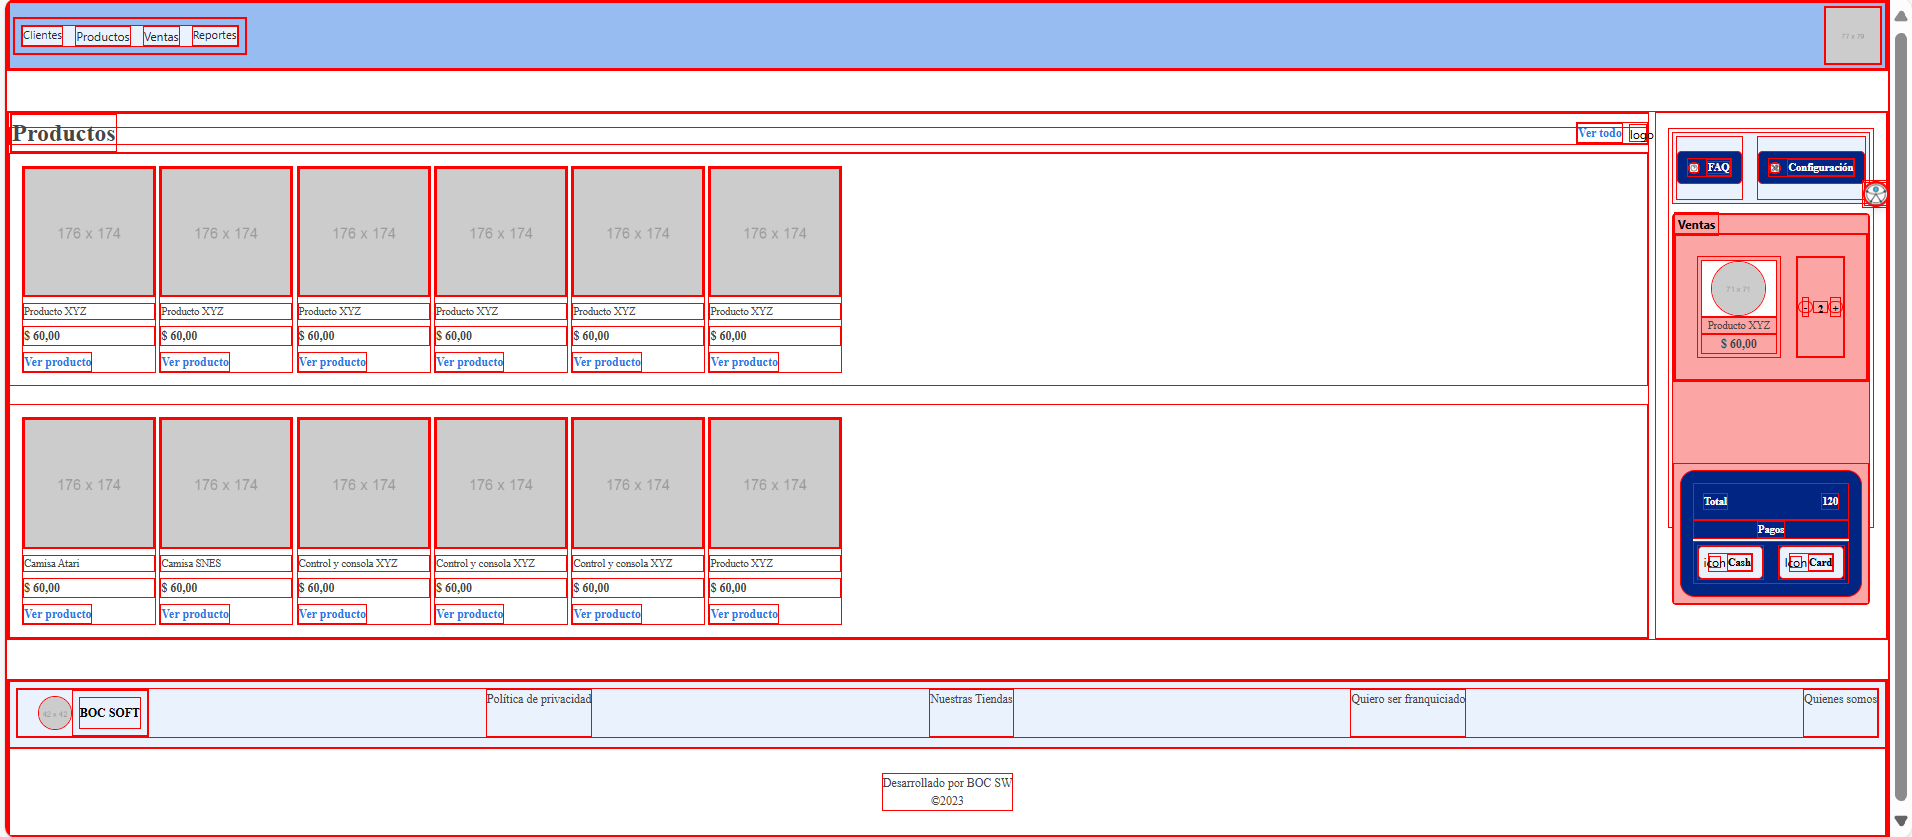 Clientes Productos Ventas Reportes
77 x 79
Productos
Ver todo logo
176 x 174 176 x 174 176 x 174 176 x 174 176 x 174 176 x 174
Producto XYZ Producto XYZ Producto XYZ Producto XYZ Producto XYZ Producto XYZ
$ 60,00 $ 60,00 $ 60,00 $ 60,00 $ 60,00 $ 60,00
Ver producto Ver producto Ver producto Ver producto Ver producto Ver producto
176 x 174 176 x 174 176 x 174 176 x 174 176 x 174 176 x 174
Camisa Atari Camisa SNES Control y consola XYZ Control y consola XYZ Control y consola XYZ Producto XYZ
$ 60,00 $ 60,00 $ 60,00 $ 60,00 $ 60,00 $ 60,00
Ver producto Ver producto Ver producto Ver producto Ver producto Ver producto
FAQ Configuración
Ventas
71 x 71
- 2 +
Producto XYZ
$ 60,00
Total 120
Pagos
icon Cash Icon Card
42 x 42 BOC SOFT
Política de privacidad
Nuestras Tiendas
Quiero ser franquiciado
Quienes somos
Desarrollado por BOC SW
©2023